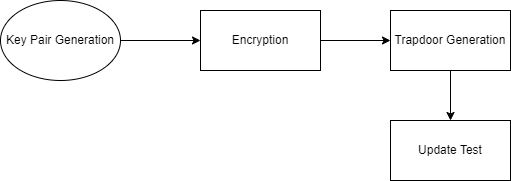 Key Pair Generation
Encryption
Trapdoor Generation
Update Test